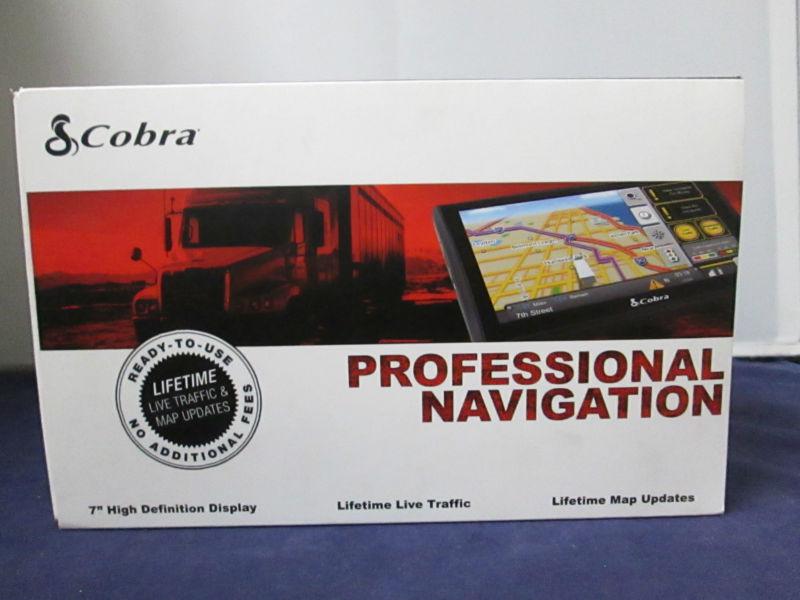 Cobra
7th Street
Cobra
READY-TO-USE
LIFETIME
LIVE TRAFFIC &
MAP UPDATES
NO ADDITIONAL FEES
PROFESSIONAL
NAVIGATION
7" High Definition Display
Lifetime Live Traffic
Lifetime Map Updates